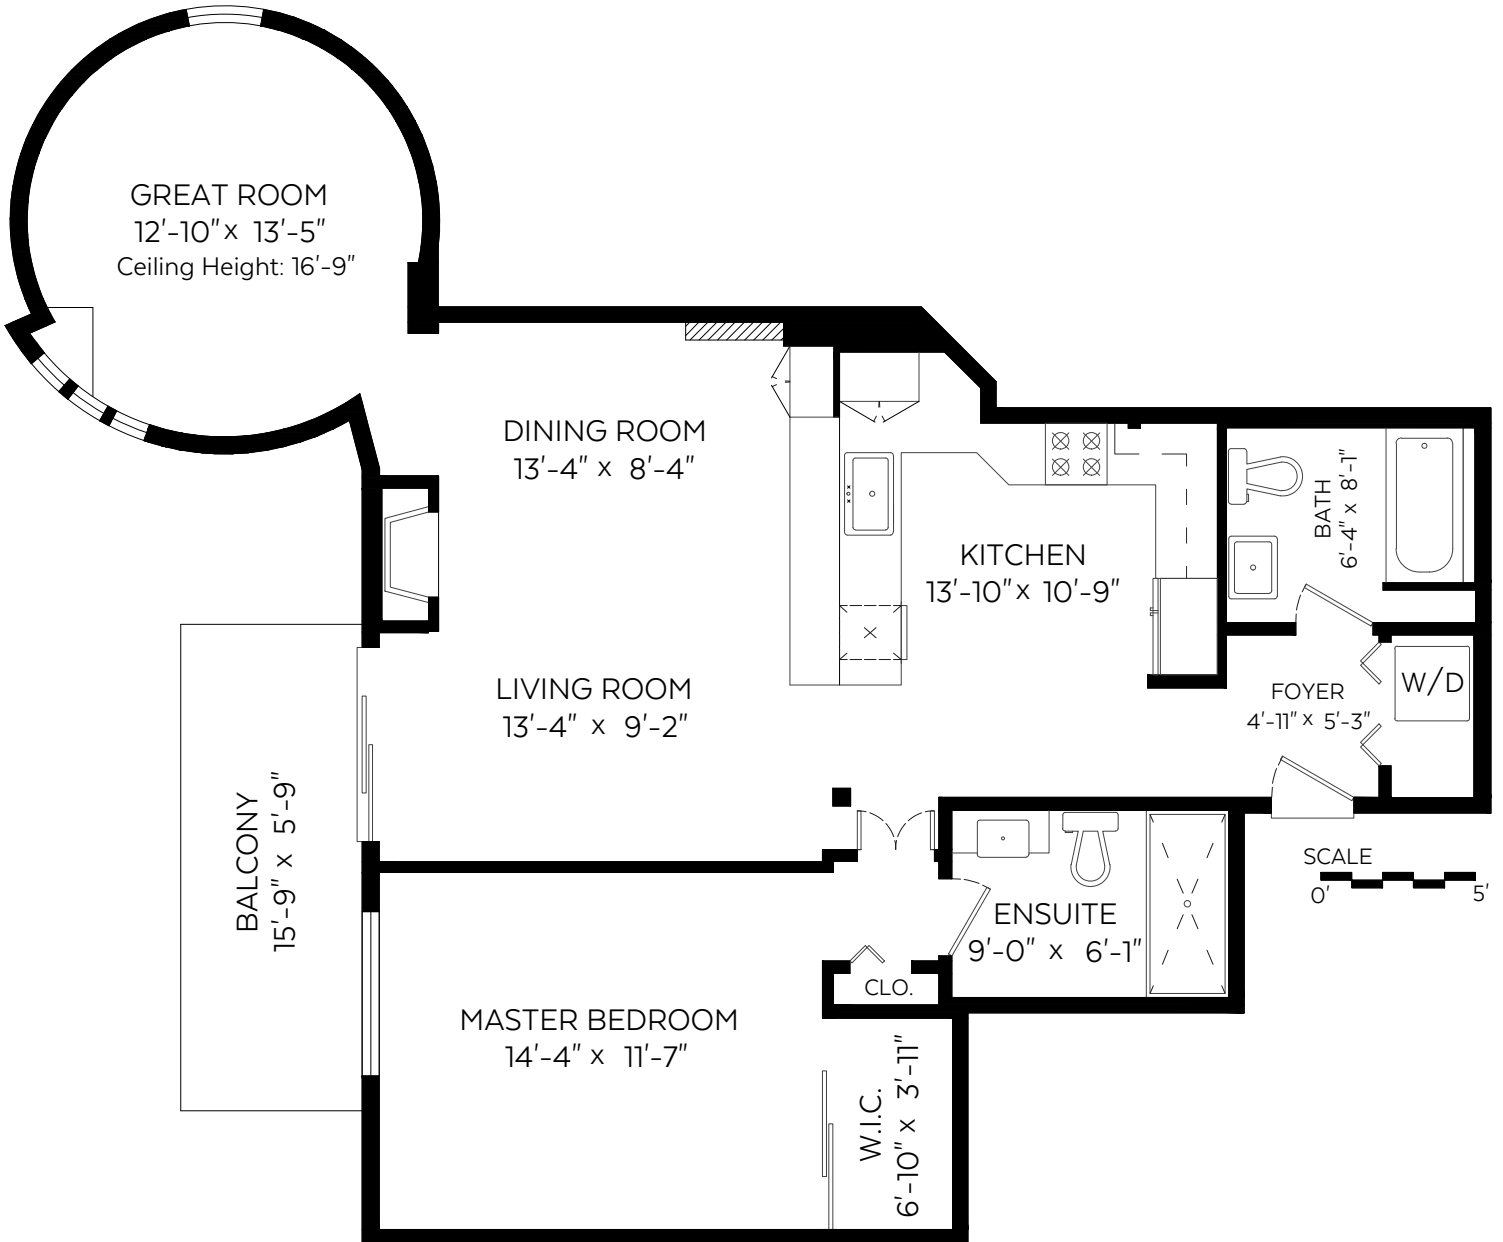 GREAT ROOM
12'-10" x 13'-5"
Ceiling Height: 16'-9"
DINING ROOM
13'-4" x 8'-4"
KITCHEN
13'-10" x 10'-9"
BATH
6'-4" x 8'-1"
LIVING ROOM
13'-4" x 9'-2"
FOYER
4'-11" x 5'-3"
W/D
BALCONY
15'-9" x 5'-9"
SCALE
0' 5'
ENSUITE
9'-0" x 6'-1"
CLO.
MASTER BEDROOM
14'-4" x 11'-7"
W.I.C.
6'-10" x 3'-11"